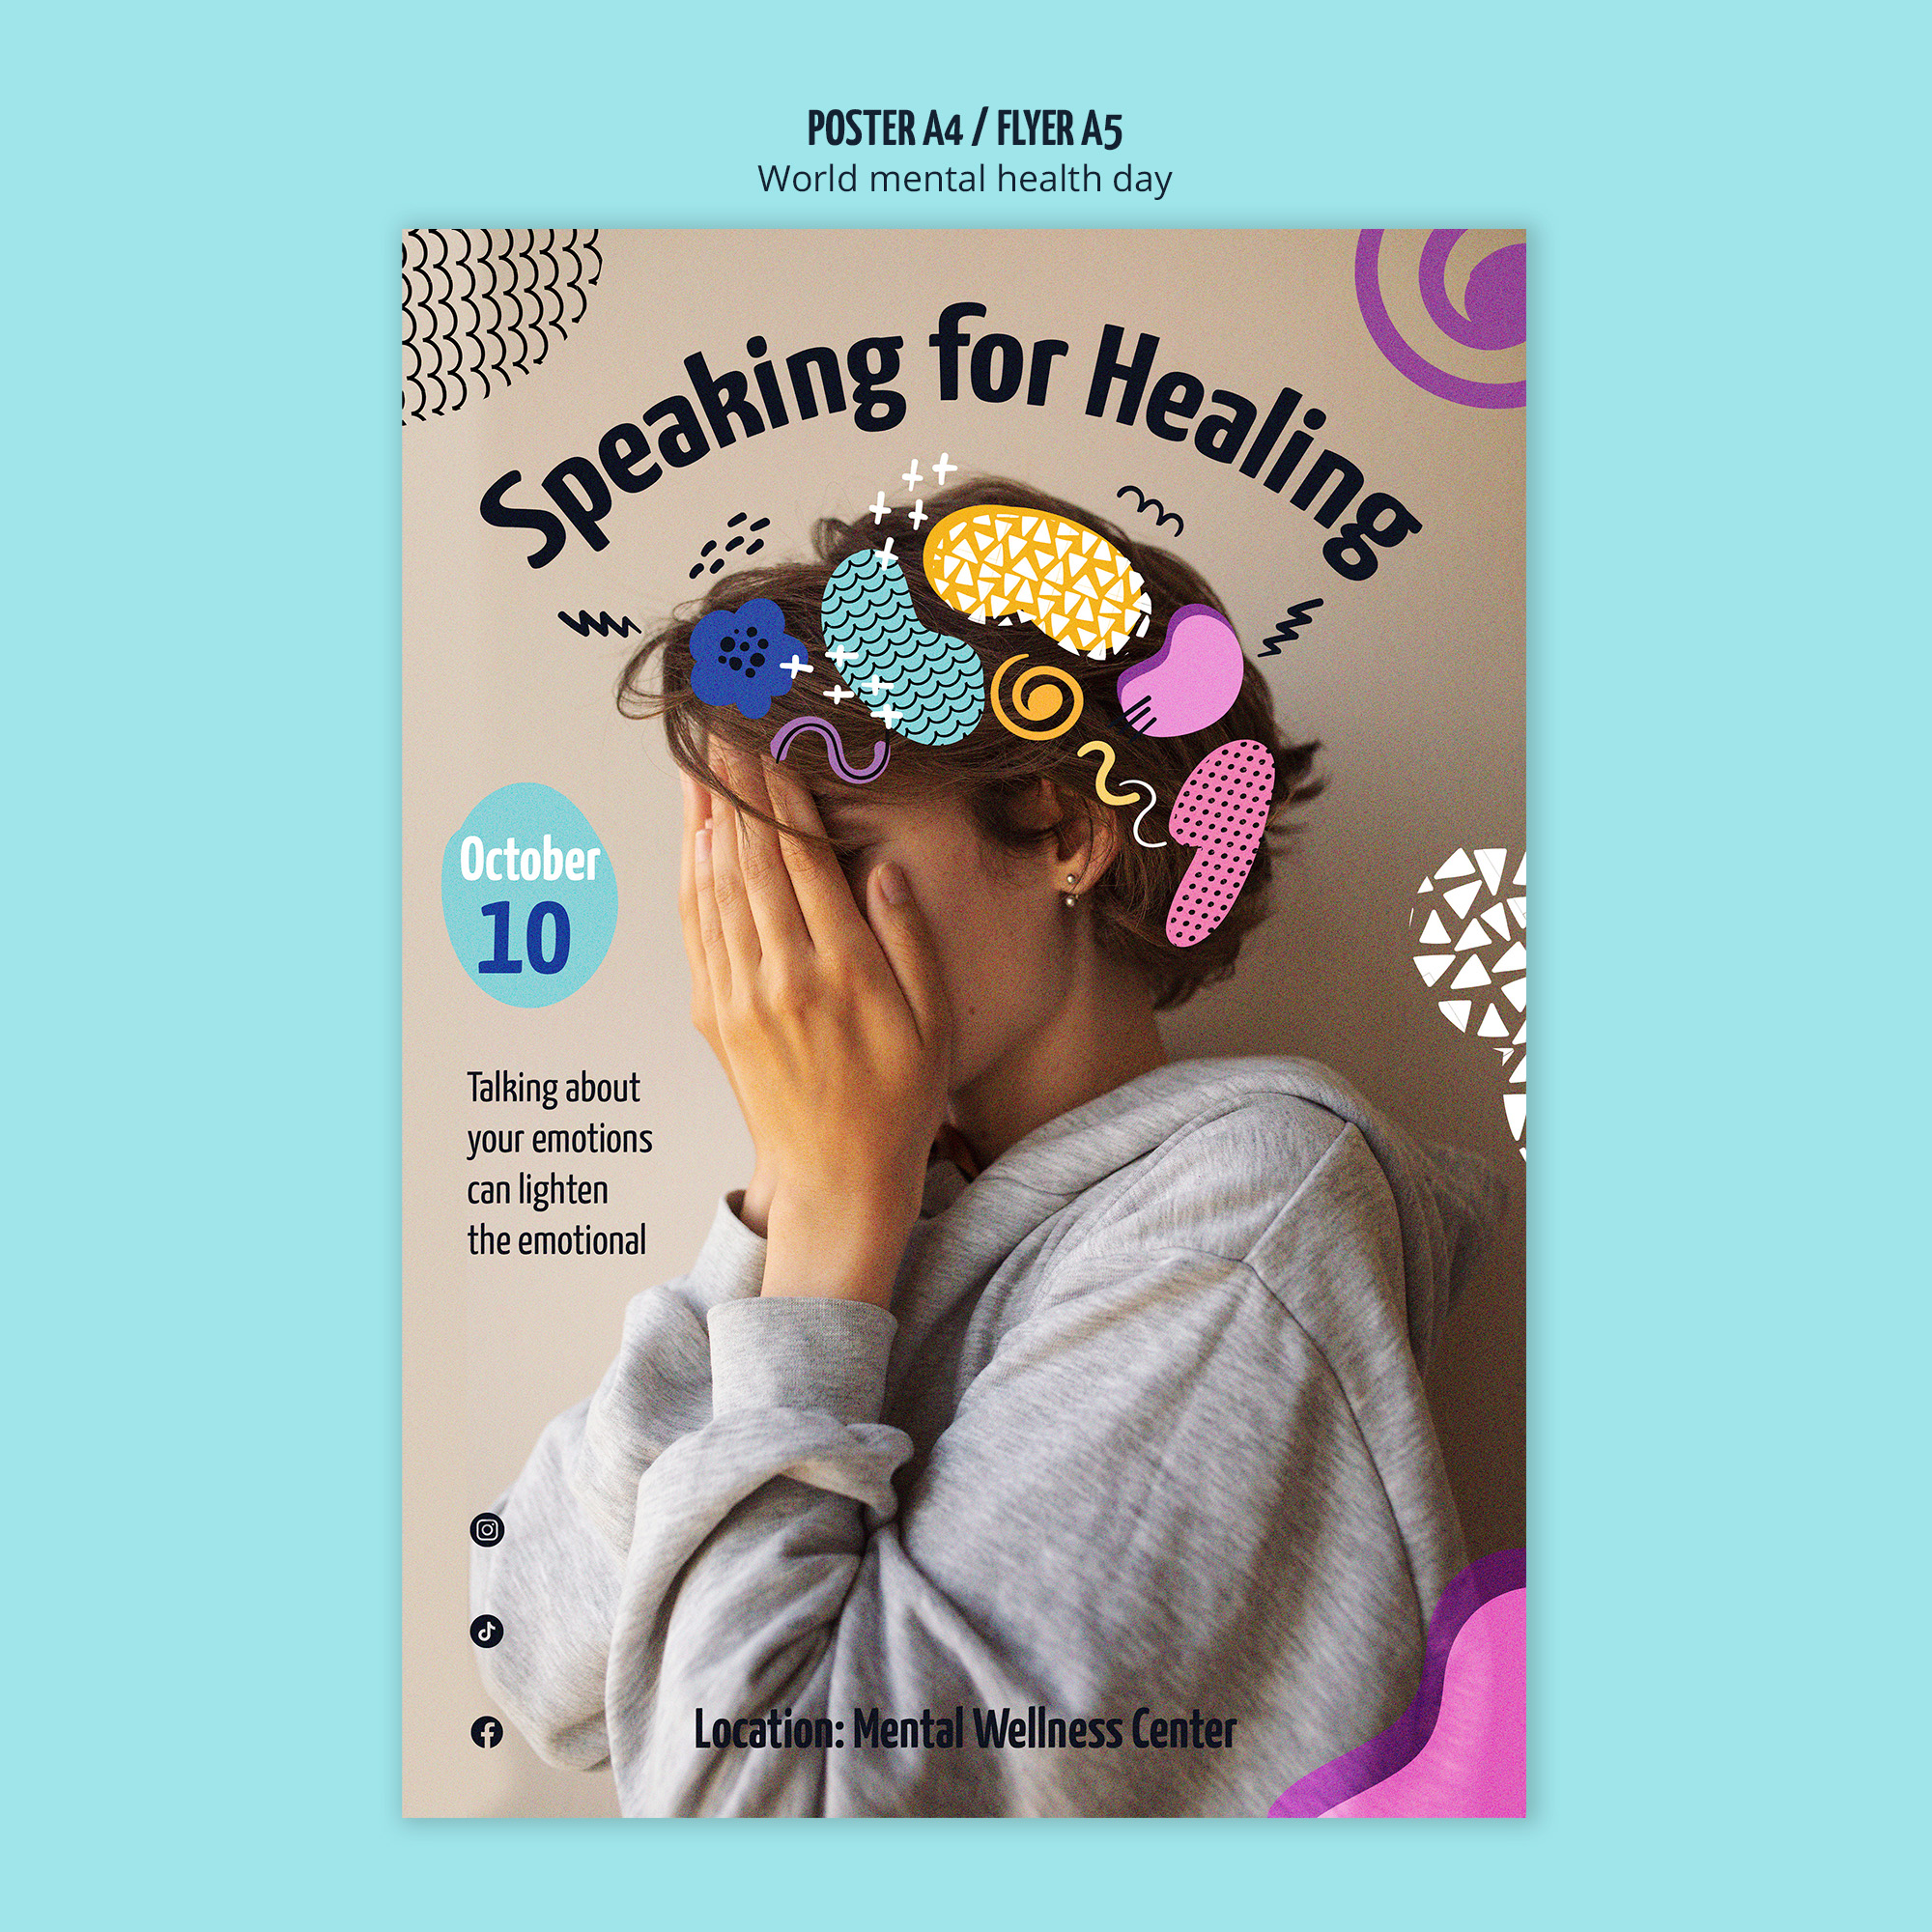 POSTER A4 / FLYER A5
World mental health day
Speaking for Healing
October
10
Talking about
your emotions
can lighten
the emotional
Location: Mental Wellness Center